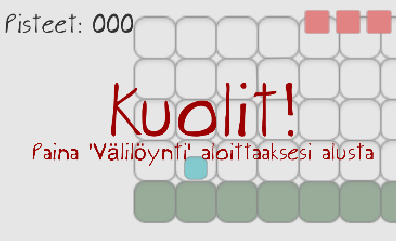 Pisteet: 000
Kuolit!
Paina 'Välilöynti' aloittaaksesi alusta